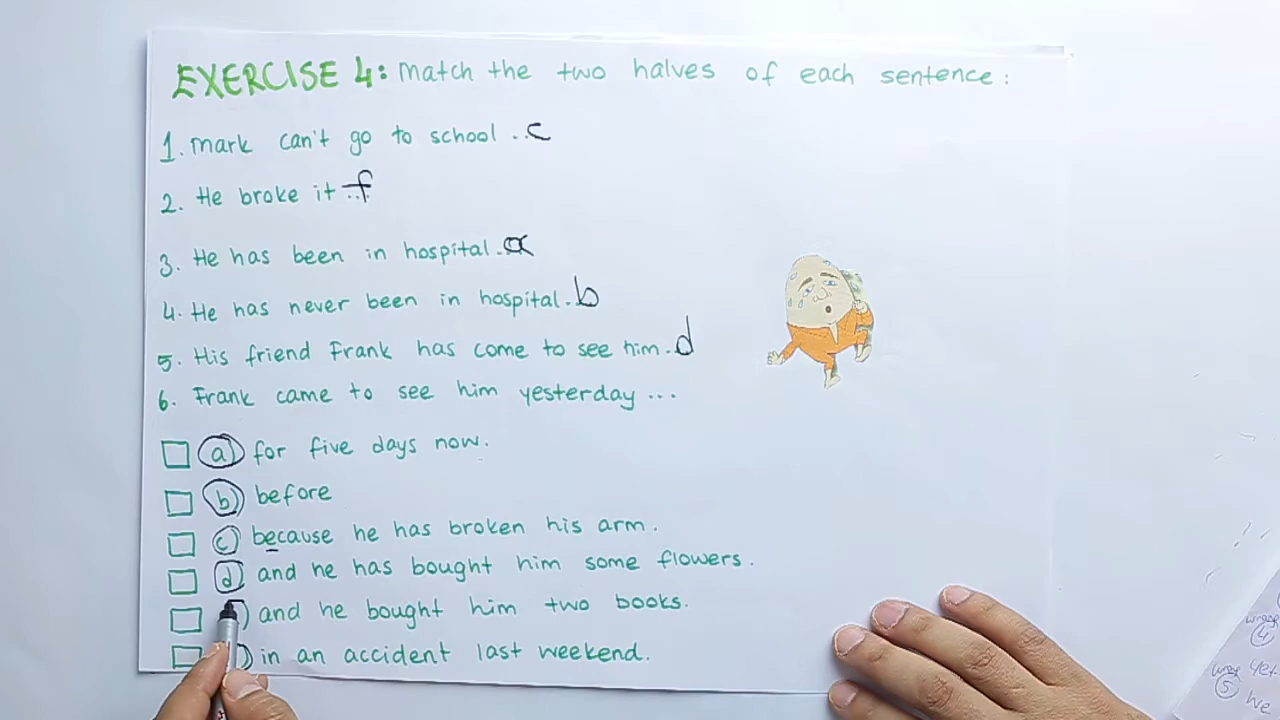 EXERCISE 4: Match the two halves of each sentence:
1. Mark can't go to school ..c
2. He broke it ...f
3. He has been in hospital..a
4. He has never been in hospital..b
5. His friend Frank has come to see him..d
6. Frank came to see him yesterday ...
a) for five days now.
b) before
c) because he has broken his arm.
d) and he has bought him some flowers.
) and he bought him two books.
) in an accident last weekend.
4
5
We